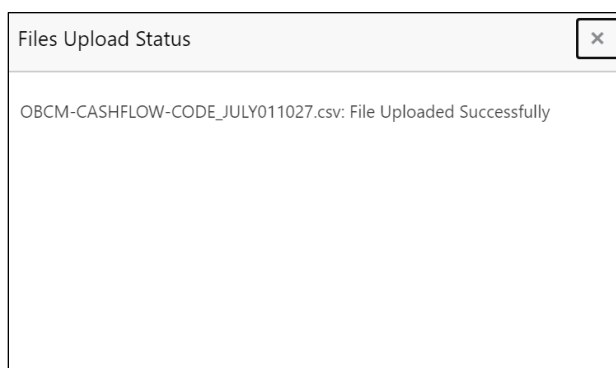 Files Upload Status
OBCM-CASHFLOW-CODE_JULY011027.csv: File Uploaded Successfully